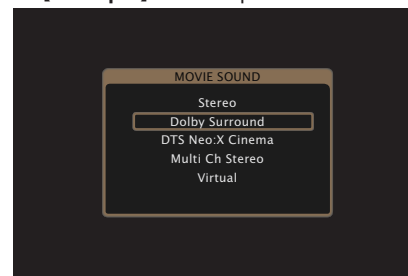 MOVIE SOUND
Stereo
Dolby Surround
DTS Neo:X Cinema
Multi Ch Stereo
Virtual